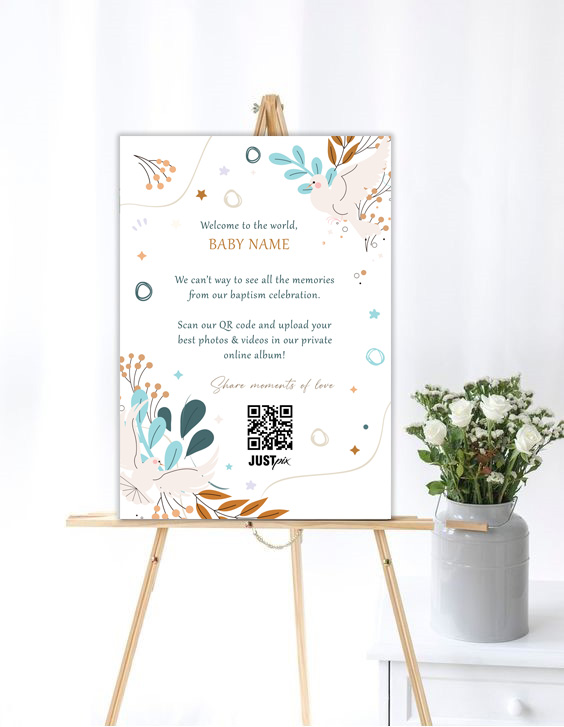 Welcome to the world,
BABY NAME
We can't way to see all the memories
from our baptism celebration.
Scan our QR code and upload your
best photos & videos in our private
online album!
Share moments of love
JUSTpix